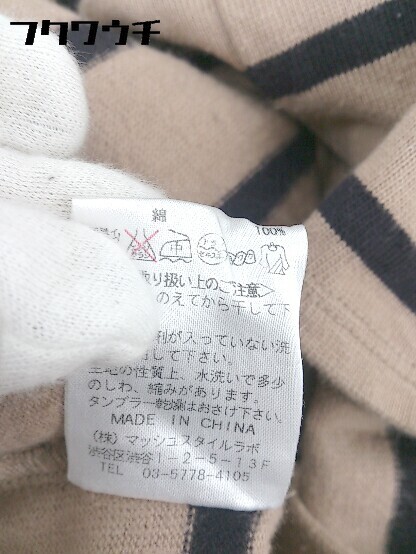 フクワウチ
綿
100%
取り扱い上のご注意＞
のえてから干して下
剤が入っていない洗
して下さい。
生地の性質上、水洗いで多少
のしわ、縮みがあります。
タンブラー乾燥はおさけ下さい。
MADE IN CHINA
(株)マッシュスタイルラボ
渋谷区渋谷1-2-5-13F
TEL 03-5778-4105